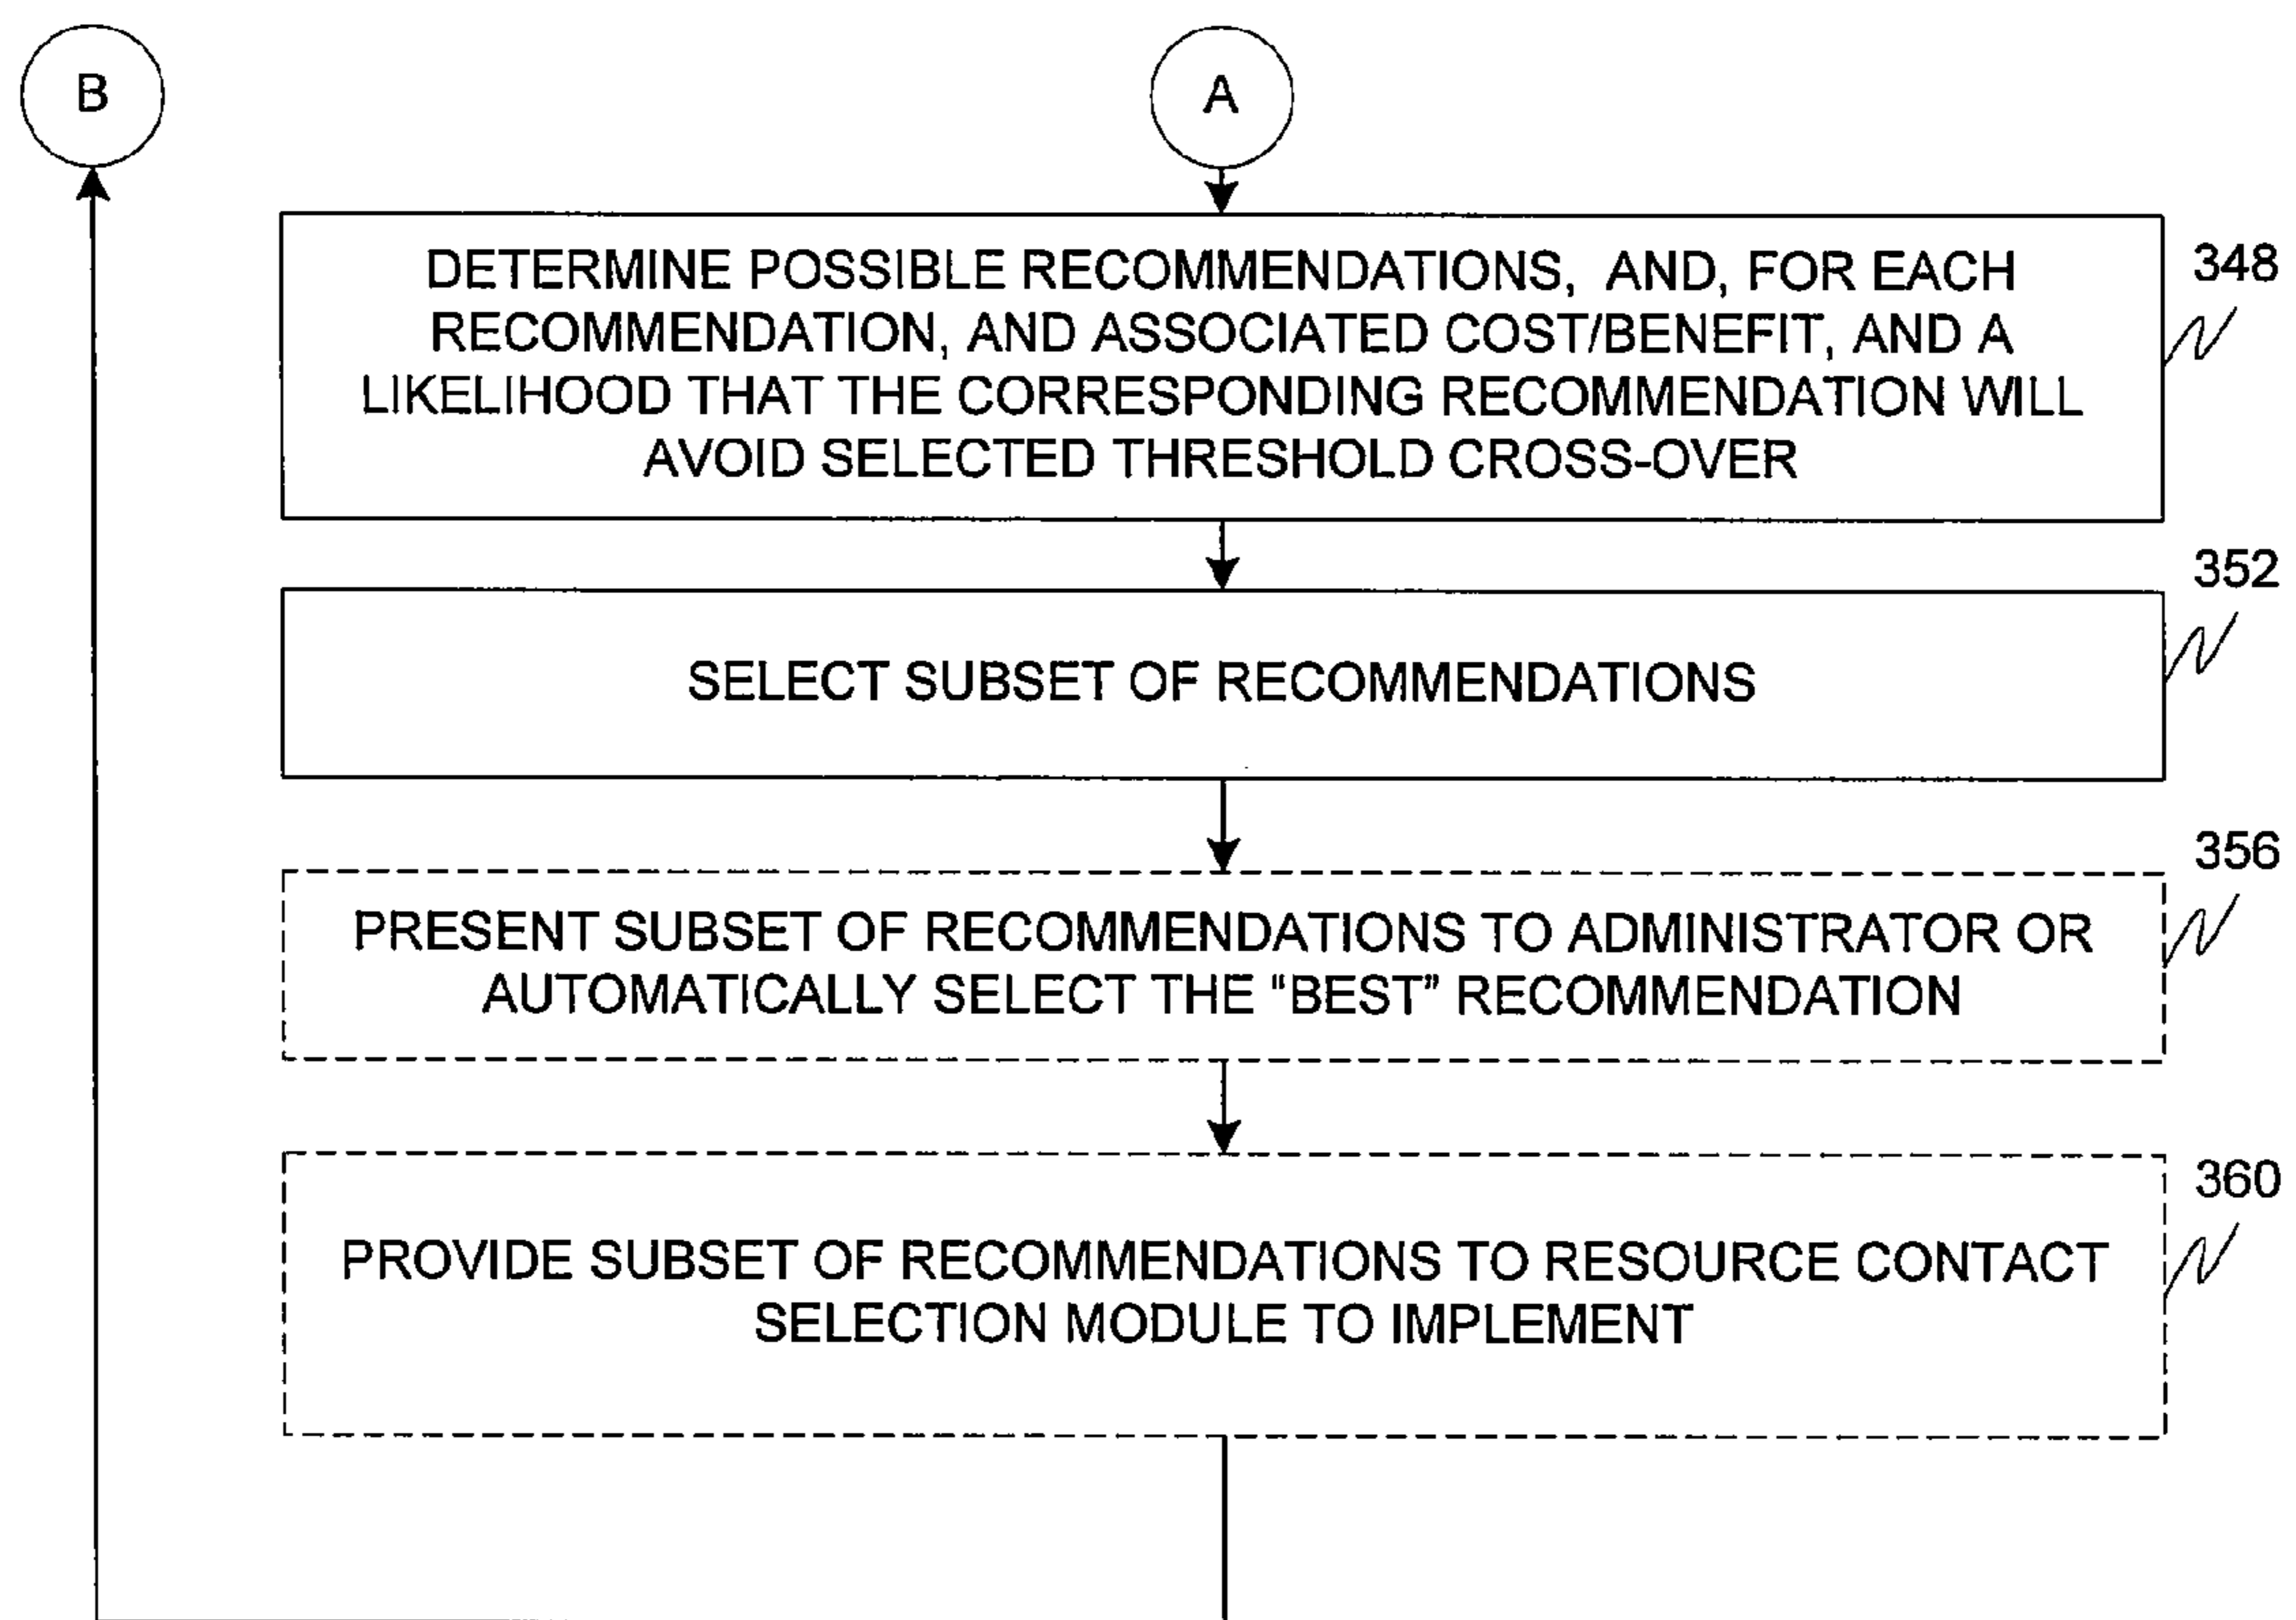 B
A
DETERMINE POSSIBLE RECOMMENDATIONS, AND, FOR EACH
RECOMMENDATION, AND ASSOCIATED COST/BENEFIT, AND A
LIKELIHOOD THAT THE CORRESPONDING RECOMMENDATION WILL
AVOID SELECTED THRESHOLD CROSS-OVER
348
SELECT SUBSET OF RECOMMENDATIONS
352
PRESENT SUBSET OF RECOMMENDATIONS TO ADMINISTRATOR OR
AUTOMATICALLY SELECT THE "BEST" RECOMMENDATION
356
PROVIDE SUBSET OF RECOMMENDATIONS TO RESOURCE CONTACT
SELECTION MODULE TO IMPLEMENT
360